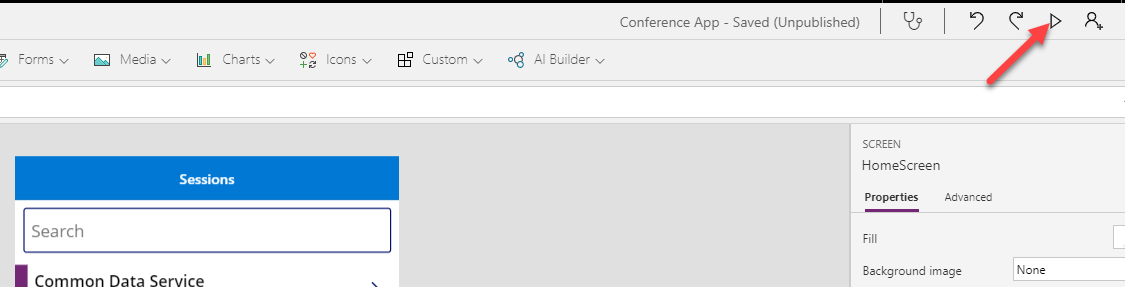 Conference App - Saved (Unpublished)
Forms Media Charts Icons Custom AI Builder
SCREEN
HomeScreen
Properties Advanced
Fill
Background image None
Sessions
Search
Common Data Service